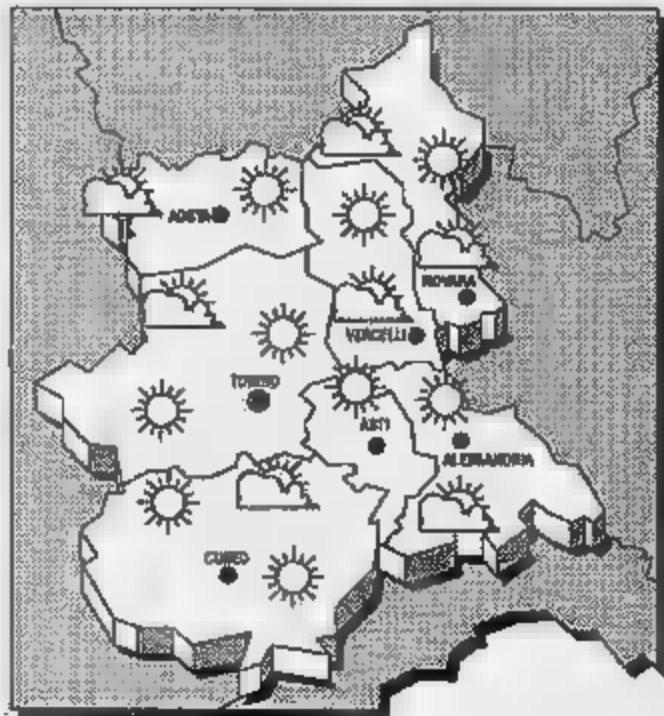 AOSTA
NOVARA
VERCELLI
TORINO
ASTI
ALESSANDRIA
CUNEO